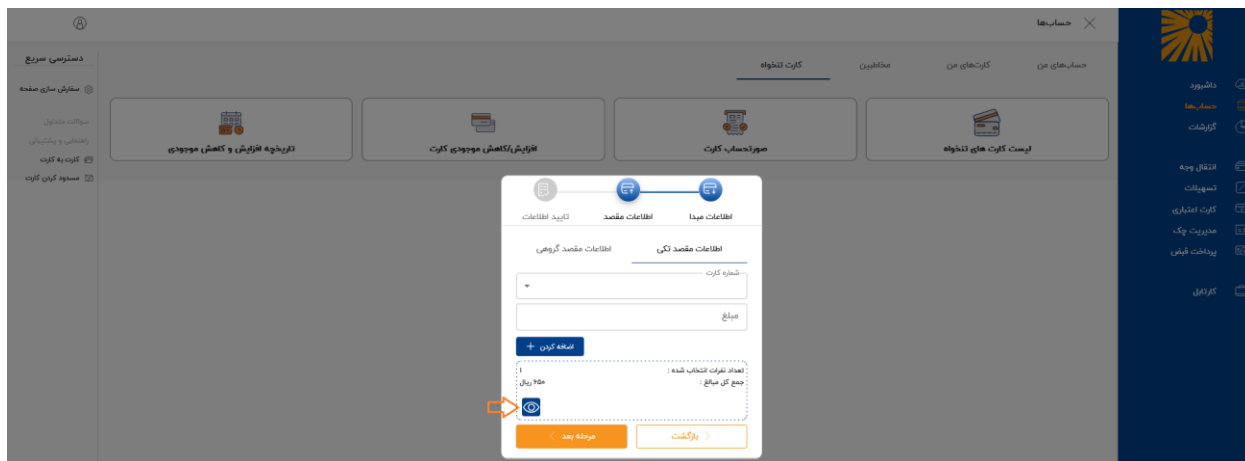 حساب‌ها
داشبورد
حساب‌ها
گزارشات
انتقال وجه
تسهیلات
کارت اعتباری
مدیریت چک
پرداخت قبض
کارتابل
حساب‌های من
کارت‌های من
مخاطبین
کارت تنخواه
لیست کارت های تنخواه
صورتحساب کارت
افزایش/کاهش موجودی کارت
تاریخچه افزایش و کاهش موجودی
دسترسی سریع
سفارش سازی صفحه
سوالات متداول
راهنمایی و پشتیبانی
کارت به کارت
مسدود کردن کارت
اطلاعات مبدا
اطلاعات مقصد
تایید اطلاعات
اطلاعات مقصد تکی
اطلاعات مقصد گروهی
شماره کارت
مبلغ
اضافه کردن +
تعداد نفرات انتخاب شده : ۱
جمع کل مبالغ : ۶۵۰ ریال
بازگشت
مرحله بعد